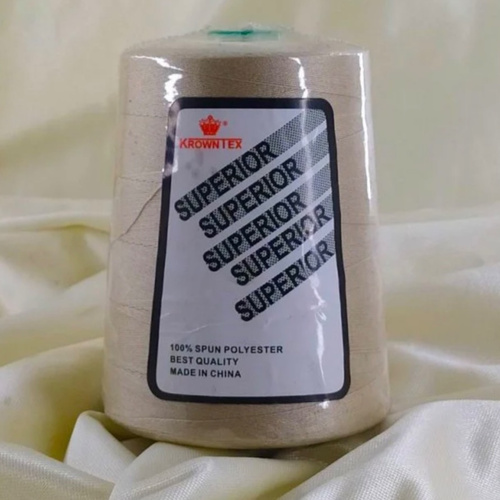 KROWNTEX®
SUPERIOR
SUPERIOR
SUPERIOR
SUPERIOR
SUPERIOR
100% SPUN POLYESTER
BEST QUALITY
MADE IN CHINA